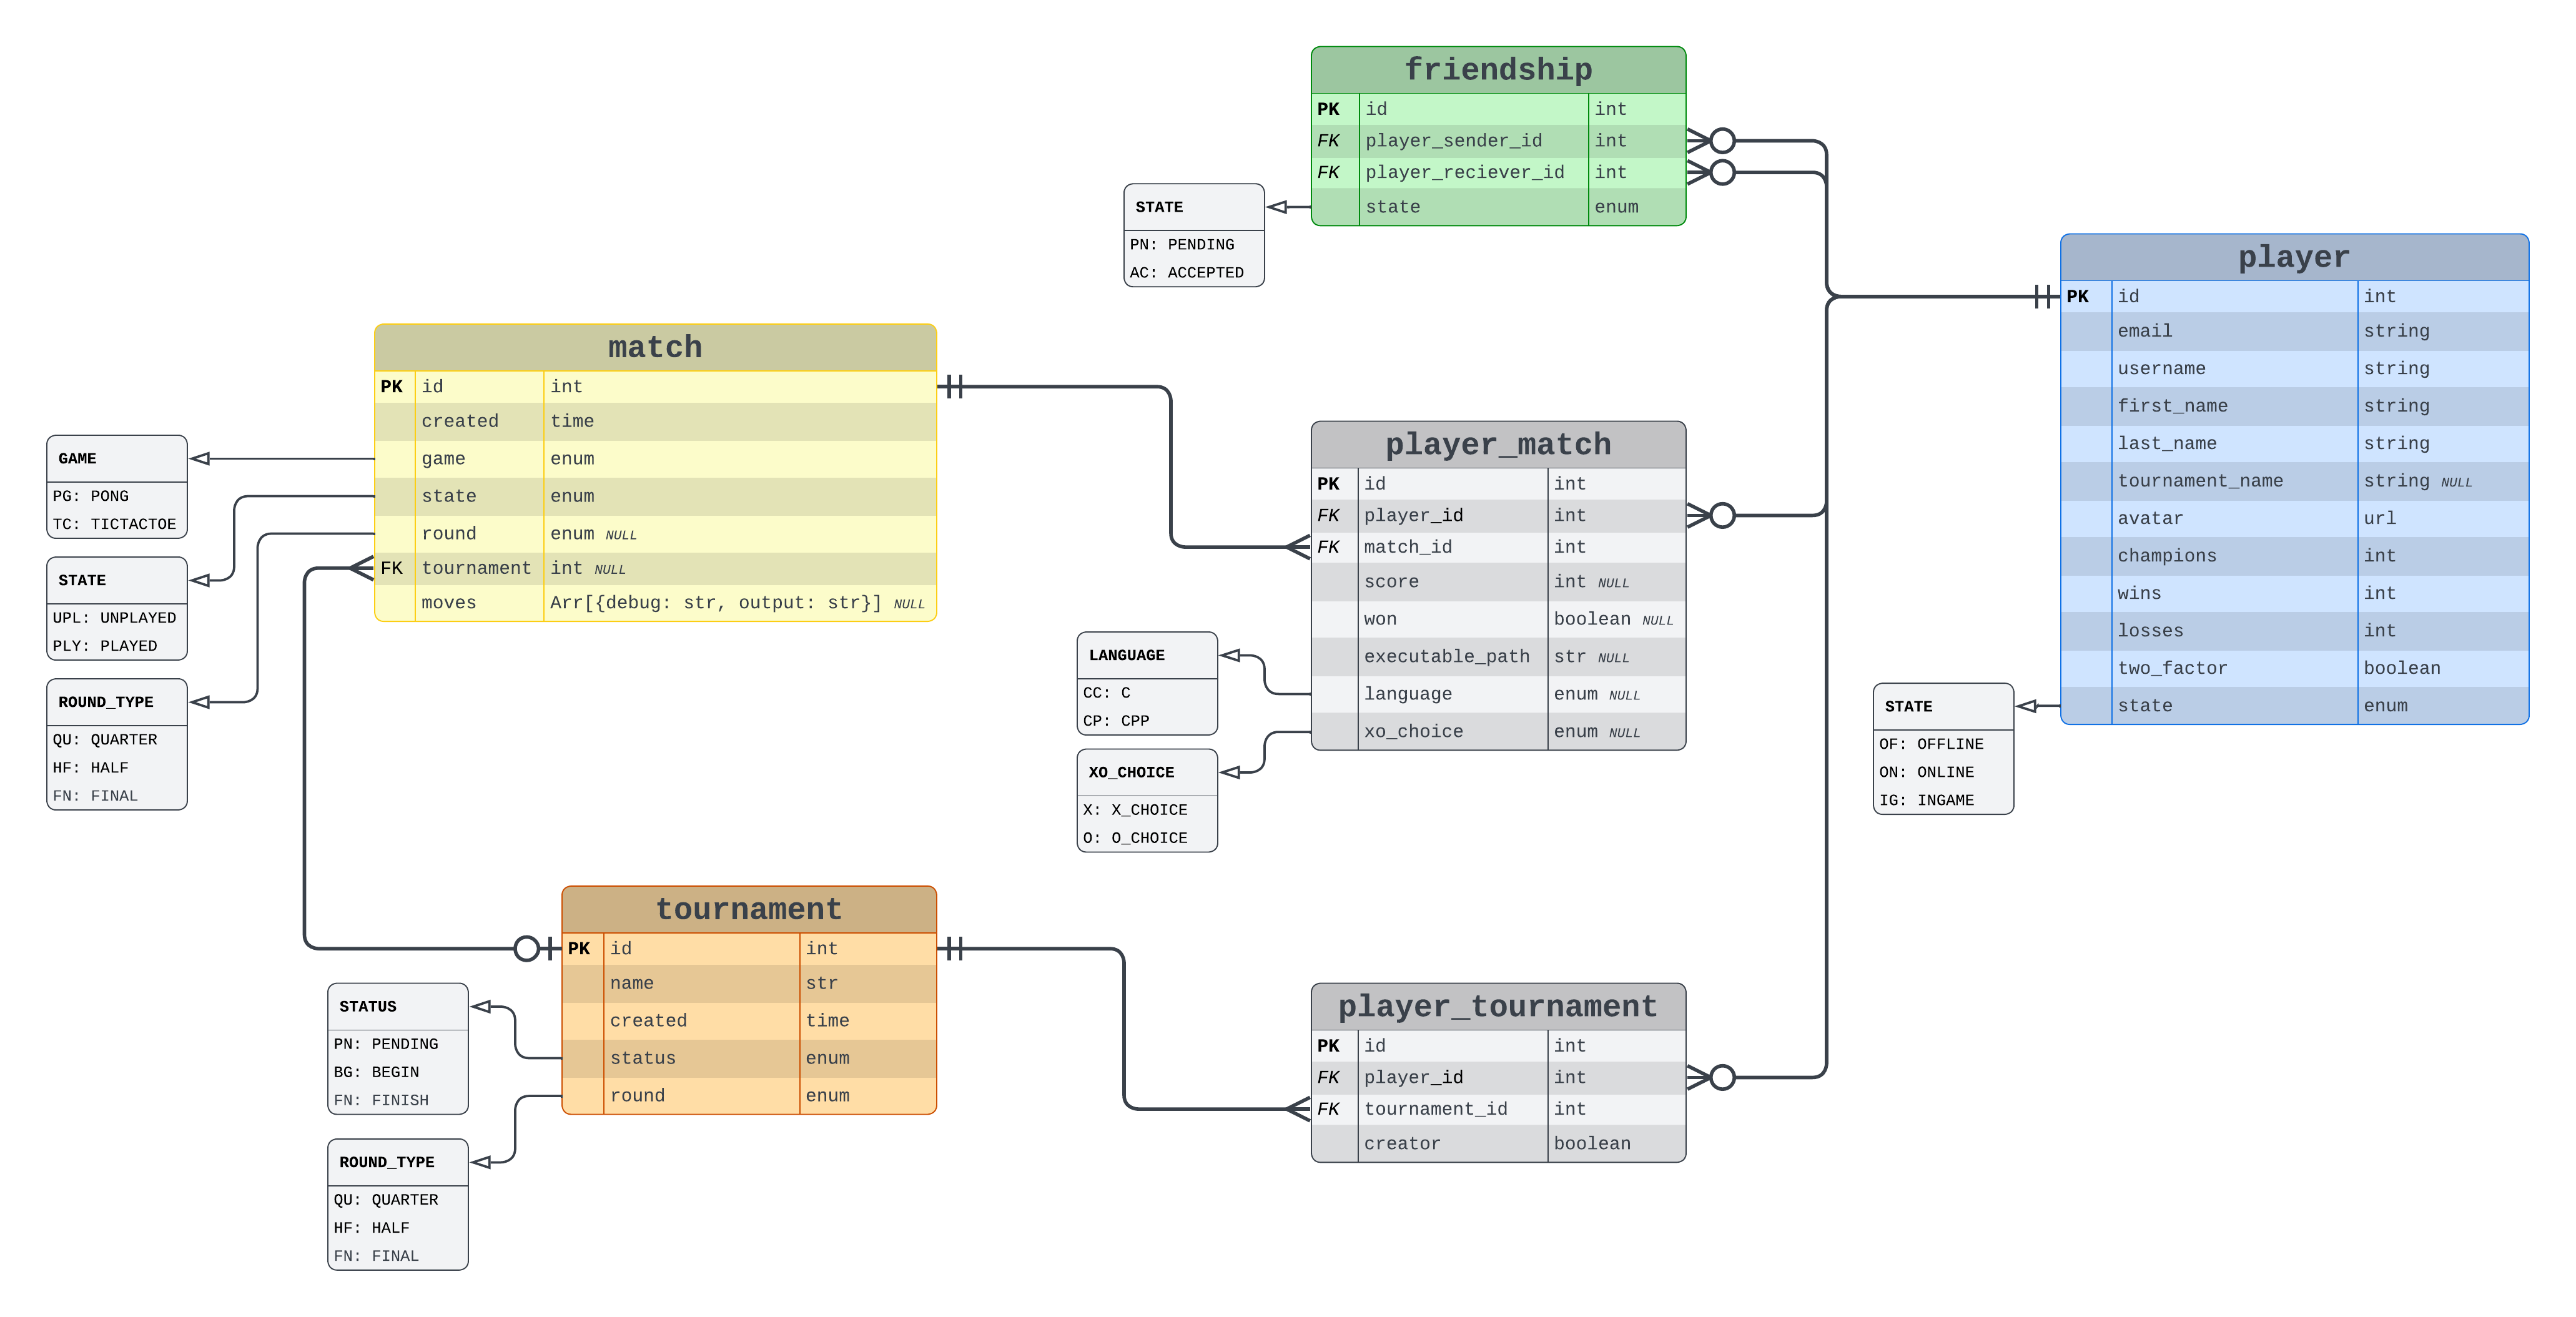 friendship
PK id int
FK player_sender_id int
FK player_reciever_id int
state enum
STATE
PN: PENDING
AC: ACCEPTED
player
PK id int
email string
username string
first_name string
last_name string
tournament_name string NULL
avatar url
champions int
wins int
losses int
two_factor boolean
state enum
STATE
OF: OFFLINE
ON: ONLINE
IG: INGAME
match
PK id int
created time
game enum
state enum
round enum NULL
FK tournament int NULL
moves Arr[{debug: str, output: str}] NULL
GAME
PG: PONG
TC: TICTACTOE
STATE
UPL: UNPLAYED
PLY: PLAYED
ROUND_TYPE
QU: QUARTER
HF: HALF
FN: FINAL
player_match
PK id int
FK player_id int
FK match_id int
score int NULL
won boolean NULL
executable_path str NULL
language enum NULL
xo_choice enum NULL
LANGUAGE
CC: C
CP: CPP
XO_CHOICE
X: X_CHOICE
O: O_CHOICE
tournament
PK id int
name str
created time
status enum
round enum
STATUS
PN: PENDING
BG: BEGIN
FN: FINISH
ROUND_TYPE
QU: QUARTER
HF: HALF
FN: FINAL
player_tournament
PK id int
FK player_id int
FK tournament_id int
creator boolean